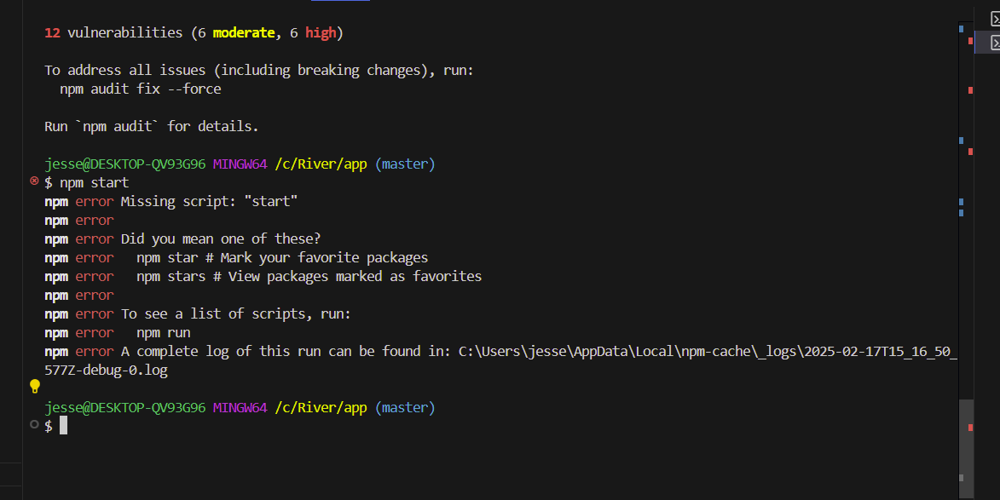 12 vulnerabilities (6 moderate, 6 high)
To address all issues (including breaking changes), run:
  npm audit fix --force
Run `npm audit` for details.
jesse@DESKTOP-QV93G96 MINGW64 /c/River/app (master)
$ npm start
npm error Missing script: "start"
npm error
npm error Did you mean one of these?
npm error   npm star # Mark your favorite packages
npm error   npm stars # View packages marked as favorites
npm error
npm error To see a list of scripts, run:
npm error   npm run
npm error A complete log of this run can be found in: C:\Users\jesse\AppData\Local\npm-cache\_logs\2025-02-17T15_16_50_
577Z-debug-0.log
jesse@DESKTOP-QV93G96 MINGW64 /c/River/app (master)
$